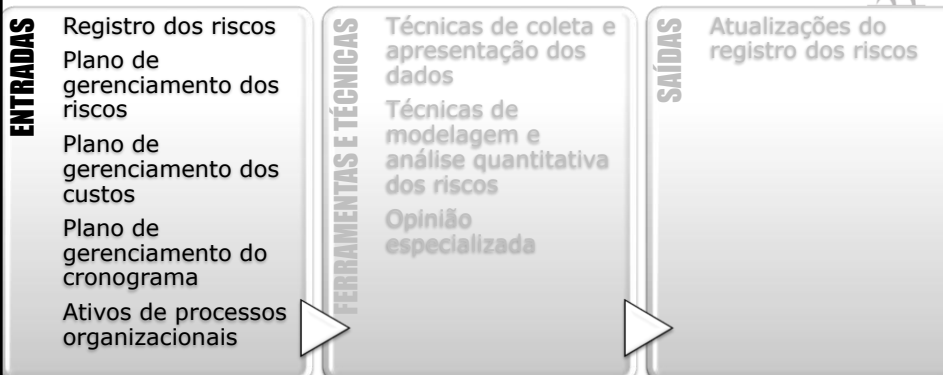 ENTRADAS
Registro dos riscos
Plano de
gerenciamento dos
riscos
Plano de
gerenciamento dos
custos
Plano de
gerenciamento do
cronograma
Ativos de processos
organizacionais
FERRAMENTAS E TÉCNICAS
Técnicas de coleta e
apresentação dos
dados
Técnicas de
modelagem e
análise quantitativa
dos riscos
Opinião
especializada
SAÍDAS
Atualizações do
registro dos riscos